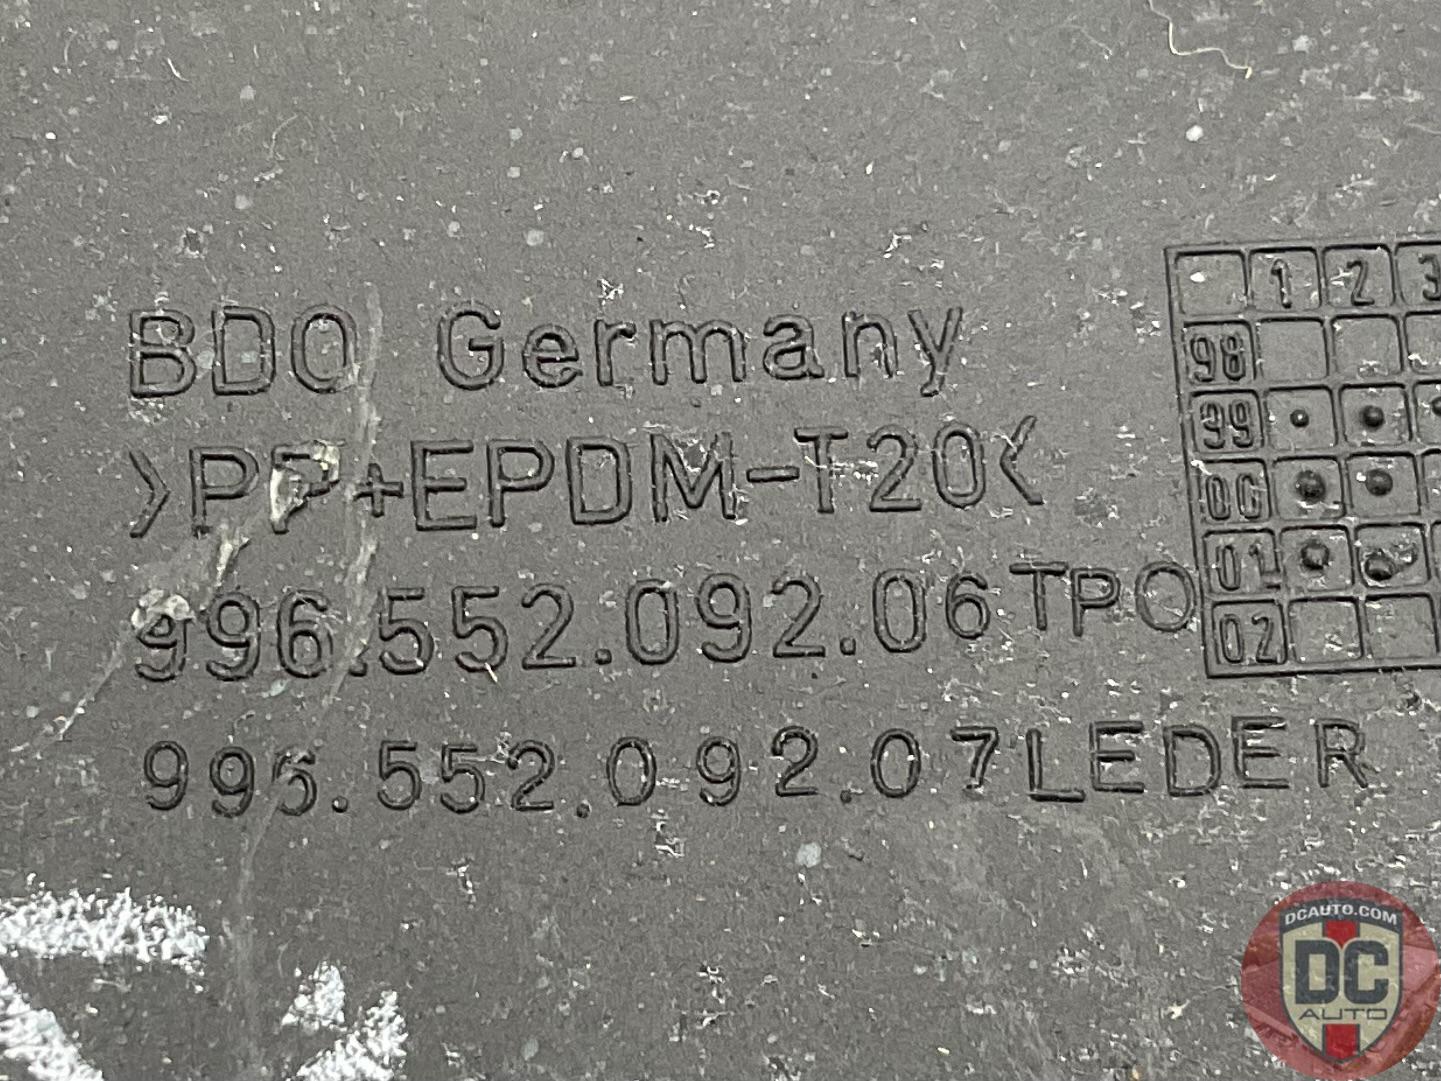 BDO Germany
>PP+EPDM-T20<
996.552.092.06TPO
996.552.092.07LEDER
1 2 3
98
99
00
01
02
DCAUTO.COM
DC
AUTO